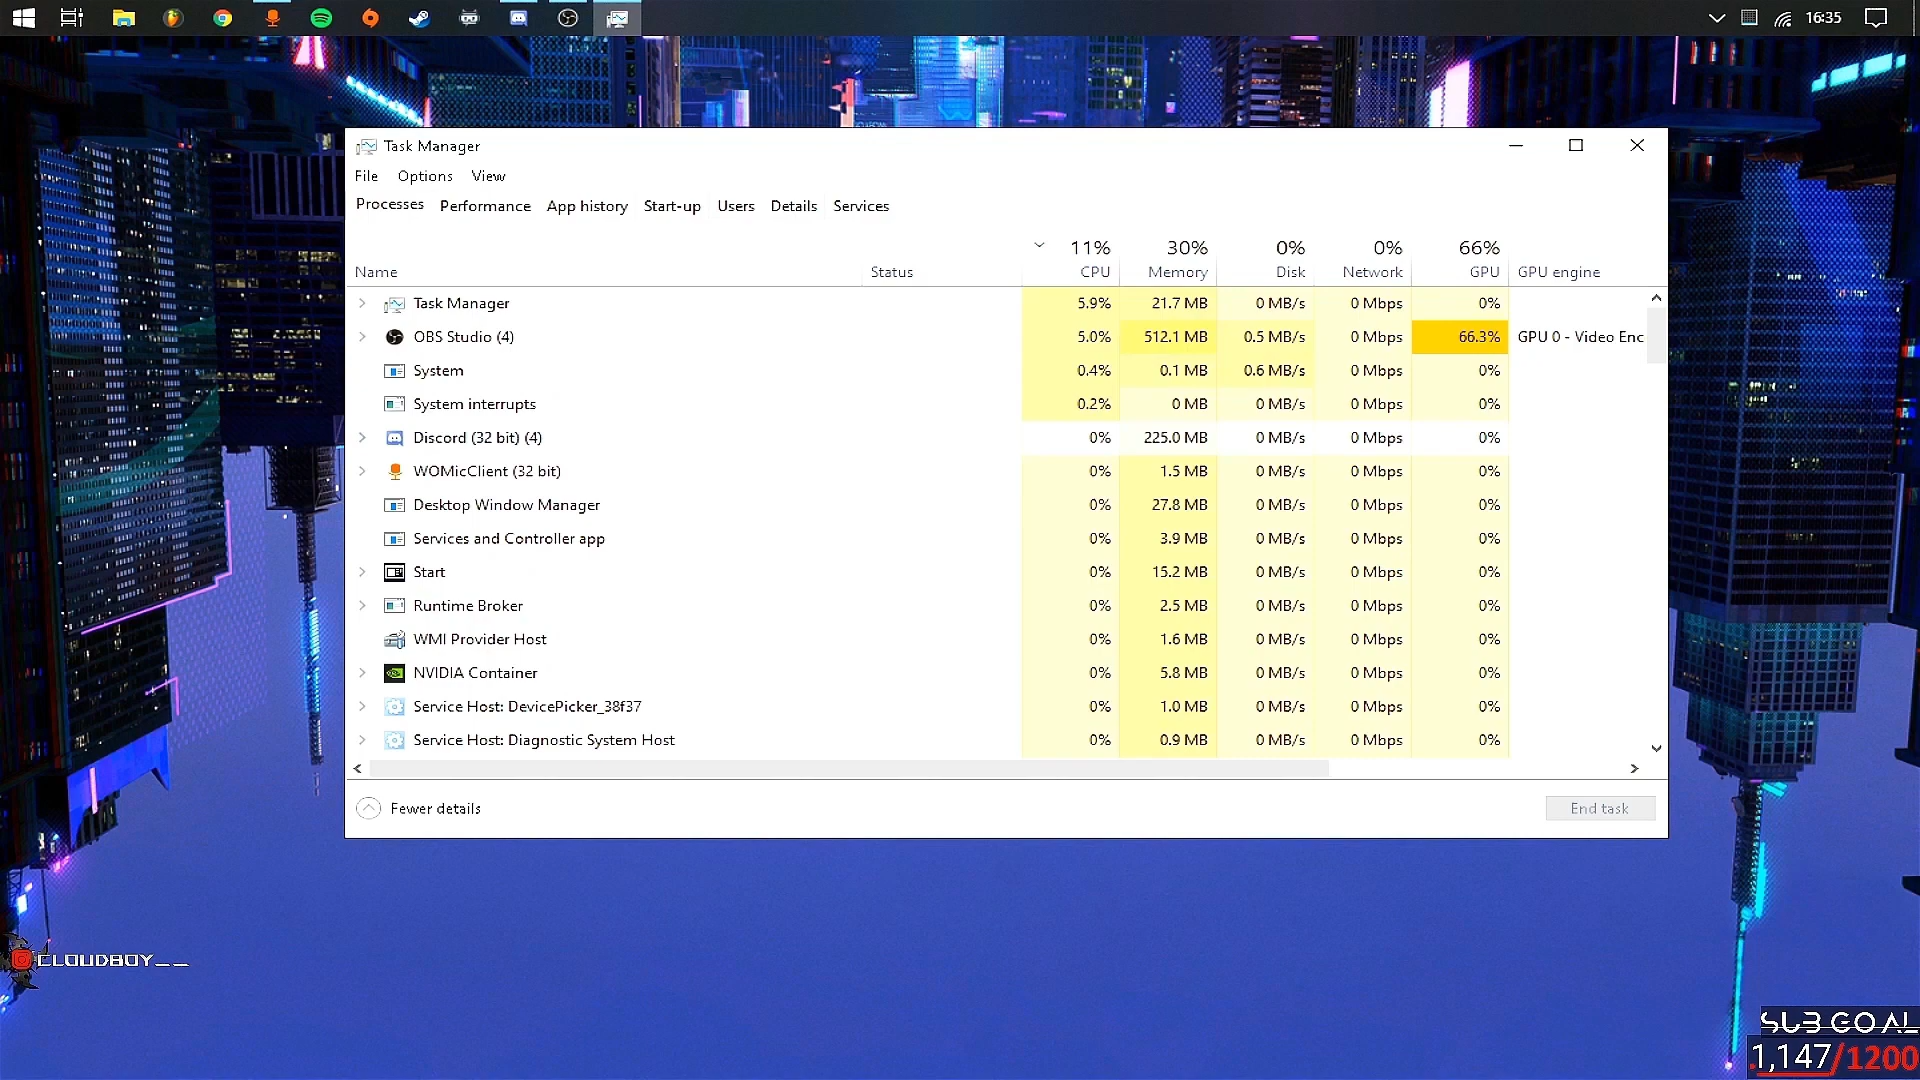 16:35
Task Manager
File Options View
Processes Performance App history Start-up Users Details Services
11% 30% 0% 0% 66%
Name Status CPU Memory Disk Network GPU GPU engine
Task Manager 5.9% 21.7 MB 0 MB/s 0 Mbps 0%
OBS Studio (4) 5.0% 512.1 MB 0.5 MB/s 0 Mbps 66.3% GPU 0 - Video Enc
System 0.4% 0.1 MB 0.6 MB/s 0 Mbps 0%
System interrupts 0.2% 0 MB 0 MB/s 0 Mbps 0%
Discord (32 bit) (4) 0% 225.0 MB 0 MB/s 0 Mbps 0%
WOMicClient (32 bit) 0% 1.5 MB 0 MB/s 0 Mbps 0%
Desktop Window Manager 0% 27.8 MB 0 MB/s 0 Mbps 0%
Services and Controller app 0% 3.9 MB 0 MB/s 0 Mbps 0%
Start 0% 15.2 MB 0 MB/s 0 Mbps 0%
Runtime Broker 0% 2.5 MB 0 MB/s 0 Mbps 0%
WMI Provider Host 0% 1.6 MB 0 MB/s 0 Mbps 0%
NVIDIA Container 0% 5.8 MB 0 MB/s 0 Mbps 0%
Service Host: DevicePicker_38f37 0% 1.0 MB 0 MB/s 0 Mbps 0%
Service Host: Diagnostic System Host 0% 0.9 MB 0 MB/s 0 Mbps 0%
Fewer details End task
CLOUDBOY__
SUB GOAL
1,147/1200